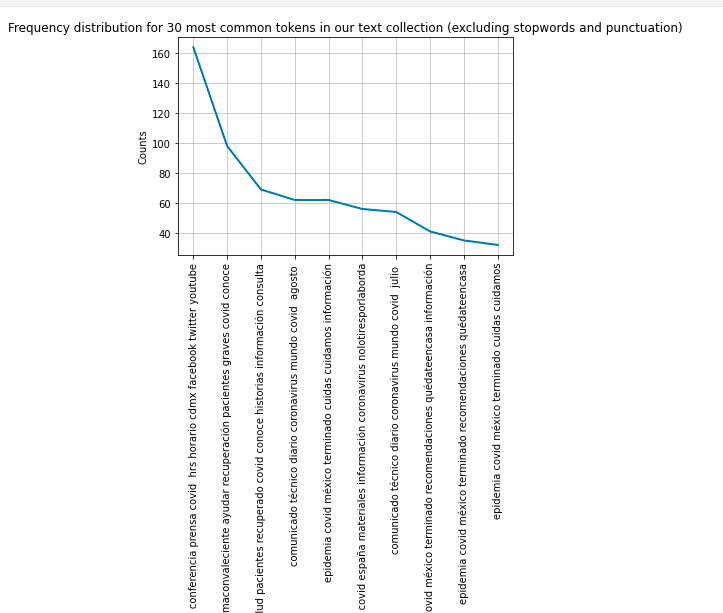 Frequency distribution for 30 most common tokens in our text collection (excluding stopwords and punctuation)
160
140
120
100
80
60
40
Counts
conferencia prensa covid  hrs horario cdmx facebook twitter youtube
maconvaleciente ayudar recuperación pacientes graves covid conoce
lud pacientes recuperado covid conoce historias información consulta
comunicado técnico diario coronavirus mundo covid  agosto
epidemia covid méxico terminado cuidas cuidamos información
covid españa materiales información coronavirus nolotiresporlaborda
comunicado técnico diario coronavirus mundo covid  julio
ovid méxico terminado recomendaciones quédateencasa información
epidemia covid méxico terminado recomendaciones quédateencasa
epidemia covid méxico terminado cuidas cuidamos